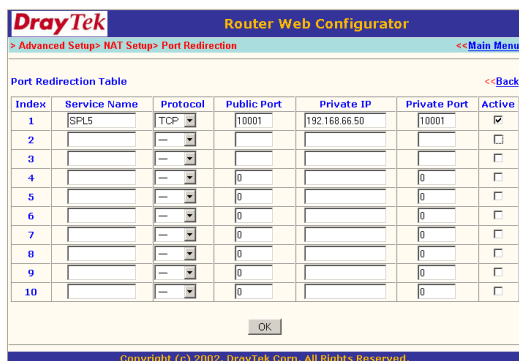 DrayTek Router Web Configurator
> Advanced Setup> NAT Setup> Port Redirection <<Main Menu
Port Redirection Table <<Back
Index Service Name Protocol Public Port Private IP Private Port Active
1 SPL5 TCP 10001 192.168.66.50 10001
2 ---
3 ---
4 --- 0 0
5 --- 0 0
6 --- 0 0
7 --- 0 0
8 --- 0 0
9 --- 0 0
10 --- 0 0
OK
Copyright (c) 2002, DrayTek Corp. All Rights Reserved.